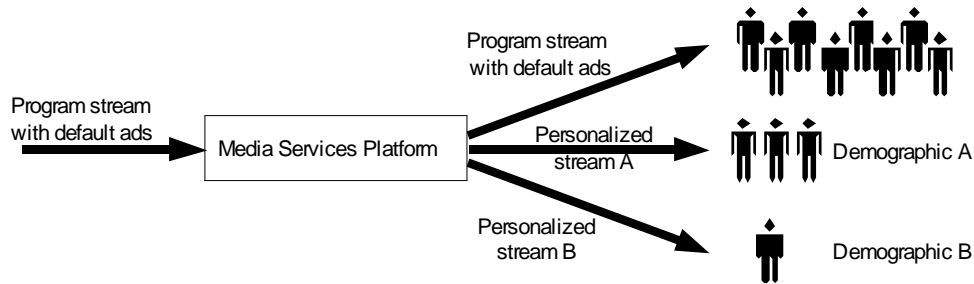 Program stream
with default ads
Media Services Platform
Program stream
with default ads
Personalized
stream A
Demographic A
Personalized
stream B
Demographic B